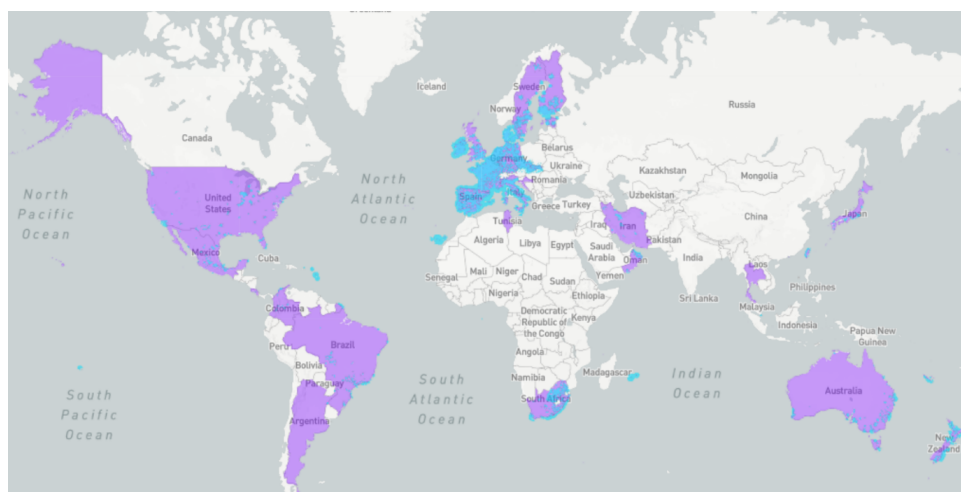 Iceland
Sweden
Norway
Russia
Canada
Belarus
Germany
Ukraine
Kazakhstan
Mongolia
Romania
North
Pacific
Ocean
North
Atlantic
Ocean
United
States
Spain
Italy
Uzbekistan
Greece
Turkey
China
Japan
Tunisia
Iraq
Iran
Algeria
Libya
Egypt
Saudi
Arabia
Pakistan
Mexico
Cuba
Oman
India
Laos
Senegal
Mali
Niger
Chad
Sudan
Yemen
Philippines
Nigeria
Ethiopia
Sri Lanka
Malaysia
Colombia
Democratic
Republic of
the Congo
Kenya
Indonesia
Papua New
Guinea
Peru
Brazil
Angola
Bolivia
Namibia
Madagascar
Indian
Ocean
South
Pacific
Ocean
Paraguay
South
Atlantic
Ocean
South Africa
Australia
Argentina
New
Zealand